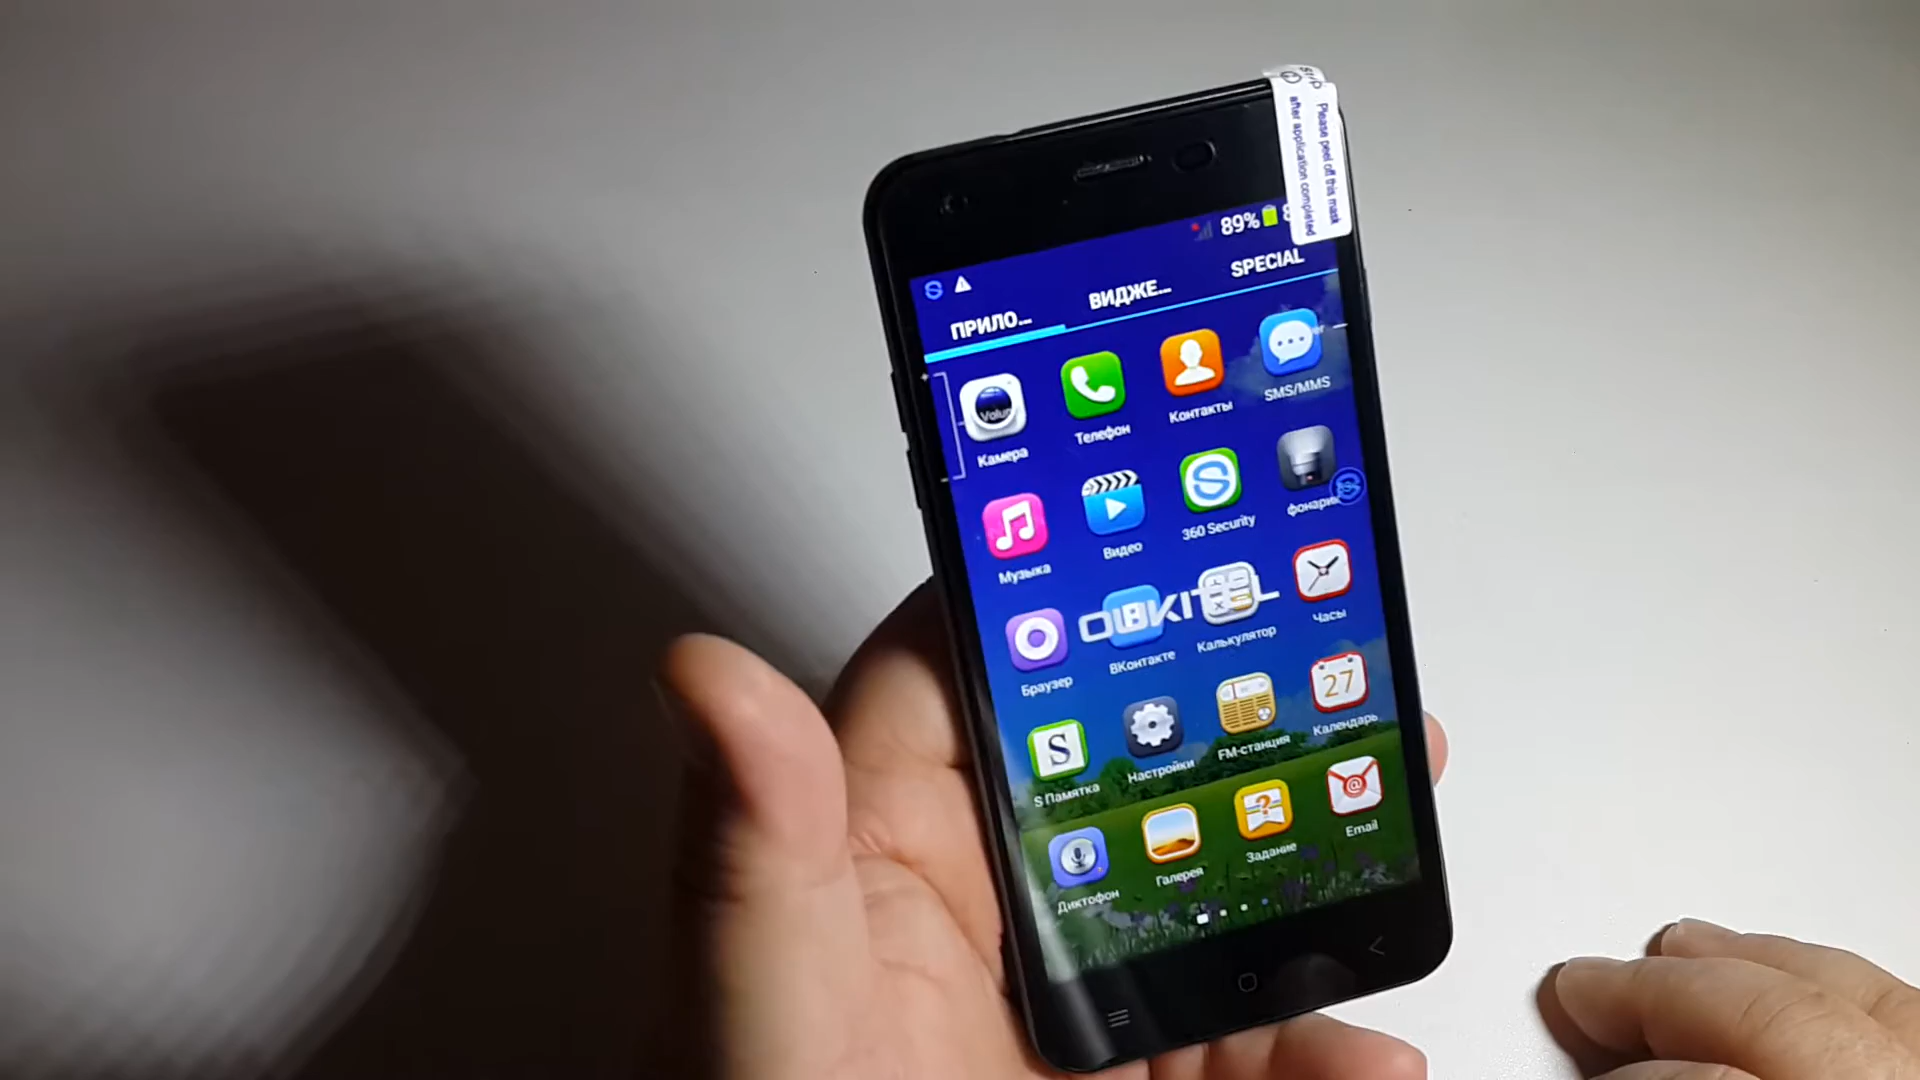 Please peel off this mask
after application completed
89%
ПРИЛО...
ВИДЖЕ...
SPECIAL
Камера
Телефон
Контакты
SMS/MMS
Музыка
Видео
360 Security
фонарик
OUKITEL
Браузер
ВКонтакте
Калькулятор
Часы
27
S
S Памятка
Настройки
FM-станция
Календарь
Диктофон
Галерея
Задание
Email